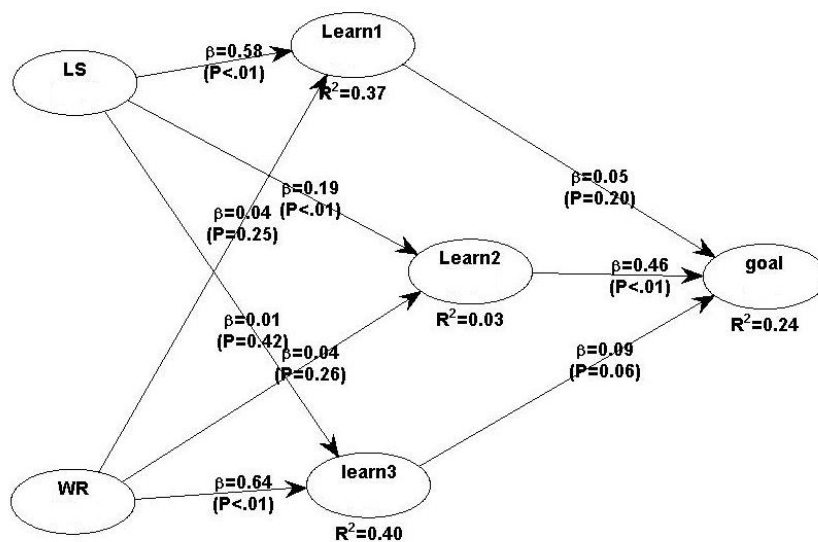 Learn1
β=0.58
(P<.01)
LS
R²=0.37
β=0.19
(P<.01)
β=0.05
(P=0.20)
β=0.04
(P=0.25)
Learn2
β=0.46
(P<.01)
goal
R²=0.03
R²=0.24
β=0.01
(P=0.42)
β=0.04
(P=0.26)
β=0.09
(P=0.06)
WR
β=0.64
(P<.01)
learn3
R²=0.40